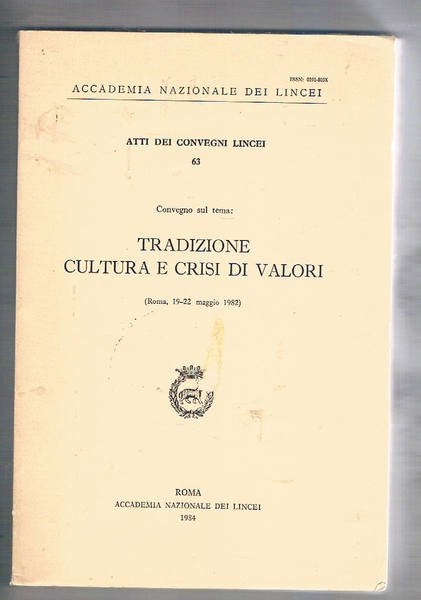 ISSN: 0391-805X
ACCADEMIA NAZIONALE DEI LINCEI
ATTI DEI CONVEGNI LINCEI
63
Convegno sul tema:
TRADIZIONE
CULTURA E CRISI DI VALORI
(Roma, 19-22 maggio 1982)
ROMA
ACCADEMIA NAZIONALE DEI LINCEI
1984